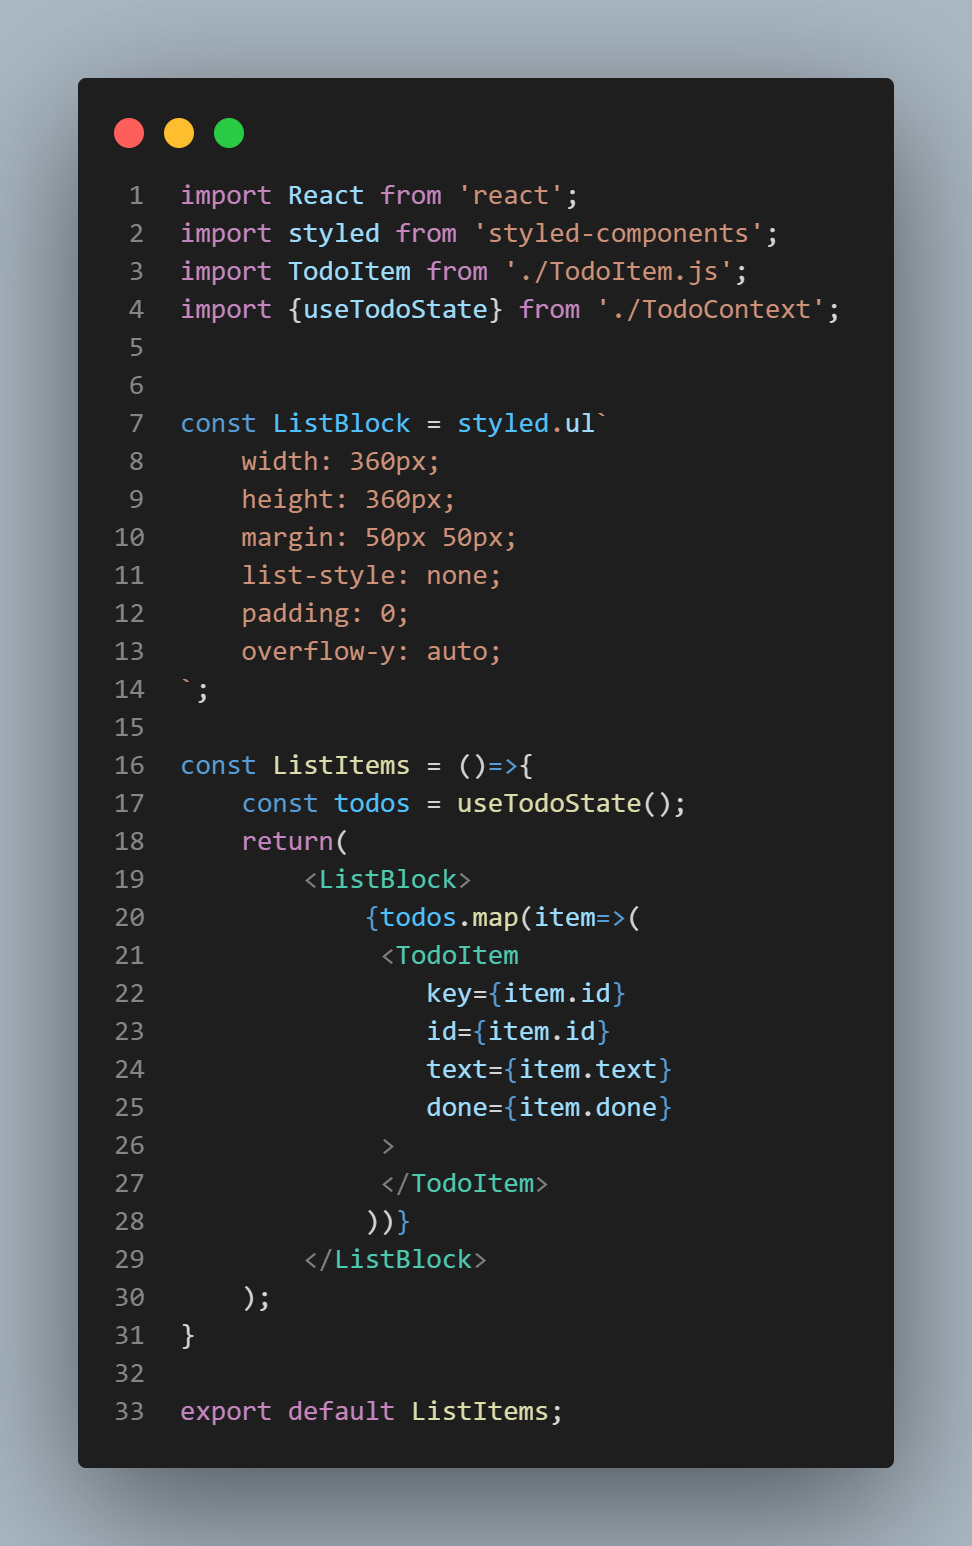 1 import React from 'react';
2 import styled from 'styled-components';
3 import TodoItem from './TodoItem.js';
4 import {useTodoState} from './TodoContext';
5
6
7 const ListBlock = styled.ul`
8     width: 360px;
9     height: 360px;
10     margin: 50px 50px;
11     list-style: none;
12     padding: 0;
13     overflow-y: auto;
14 `;
15
16 const ListItems = ()=>{
17     const todos = useTodoState();
18     return(
19         <ListBlock>
20             {todos.map(item=>(
21              <TodoItem
22                 key={item.id}
23                 id={item.id}
24                 text={item.text}
25                 done={item.done}
26              >
27              </TodoItem>
28             ))}
29         </ListBlock>
30     );
31 }
32
33 export default ListItems;